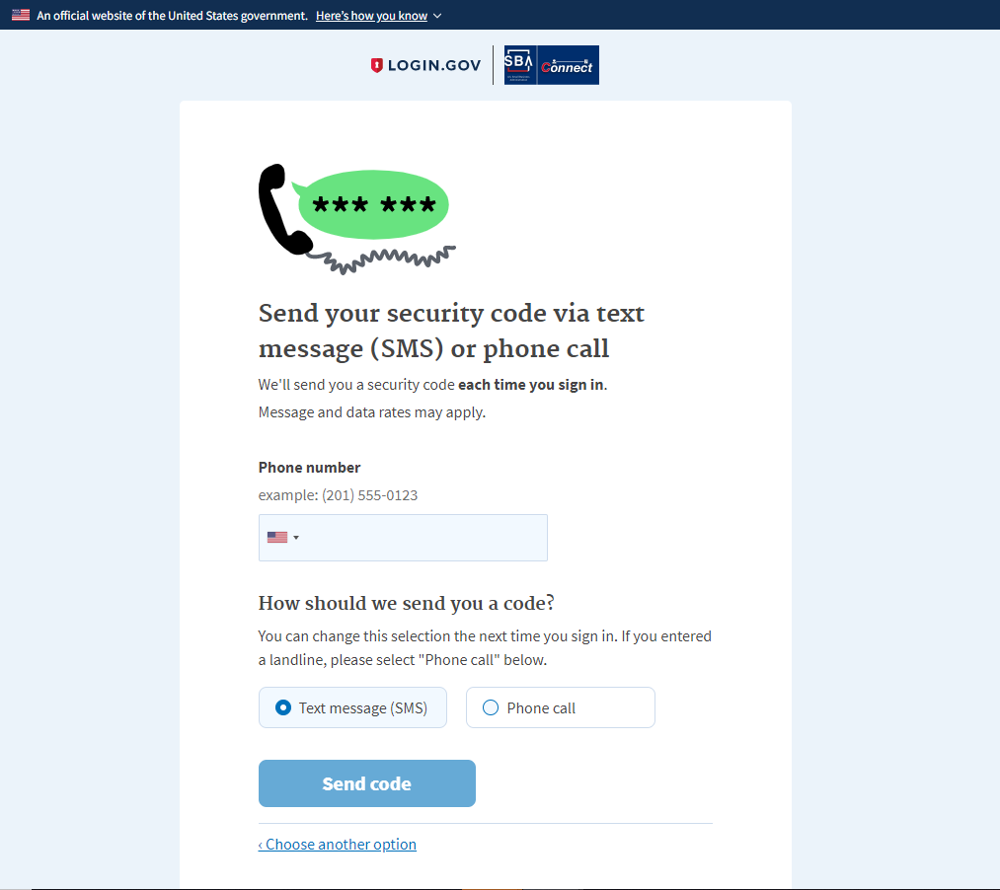 An official website of the United States government. Here's how you know
LOGIN.GOV
SBA
Connect
*** ***
Send your security code via text
message (SMS) or phone call
We'll send you a security code each time you sign in.
Message and data rates may apply.
Phone number
example: (201) 555-0123
How should we send you a code?
You can change this selection the next time you sign in. If you entered
a landline, please select "Phone call" below.
Text message (SMS) Phone call
Send code
‹ Choose another option